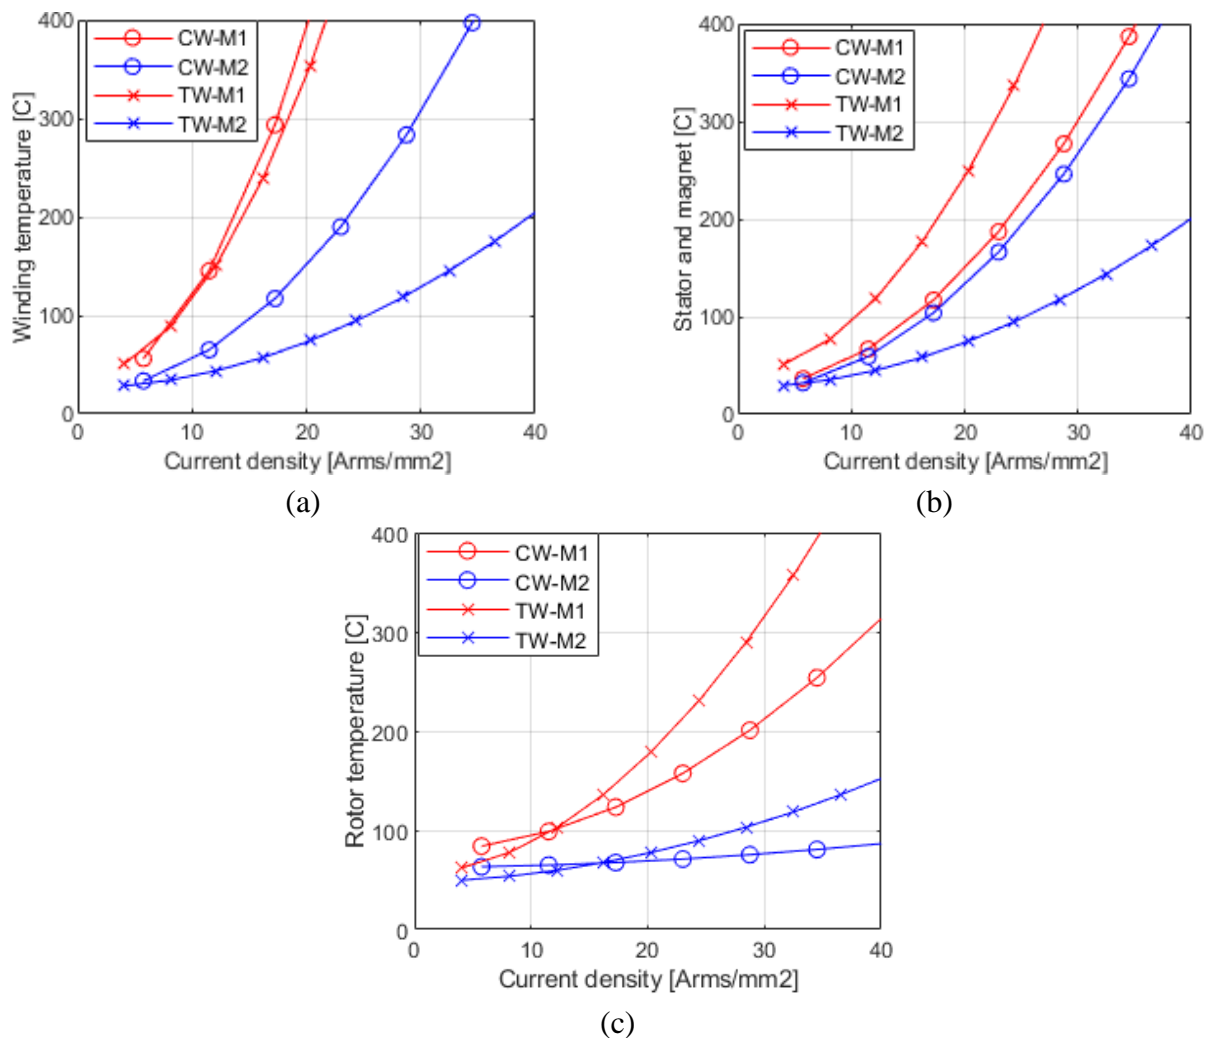 400
300
200
100
0
0 10 20 30 40
Winding temperature [C]
Current density [Arms/mm2]
CW-M1
CW-M2
TW-M1
TW-M2
(a)
400
300
200
100
0
0 10 20 30 40
Stator and magnet [C]
Current density [Arms/mm2]
CW-M1
CW-M2
TW-M1
TW-M2
(b)
400
300
200
100
0
0 10 20 30 40
Rotor temperature [C]
Current density [Arms/mm2]
CW-M1
CW-M2
TW-M1
TW-M2
(c)